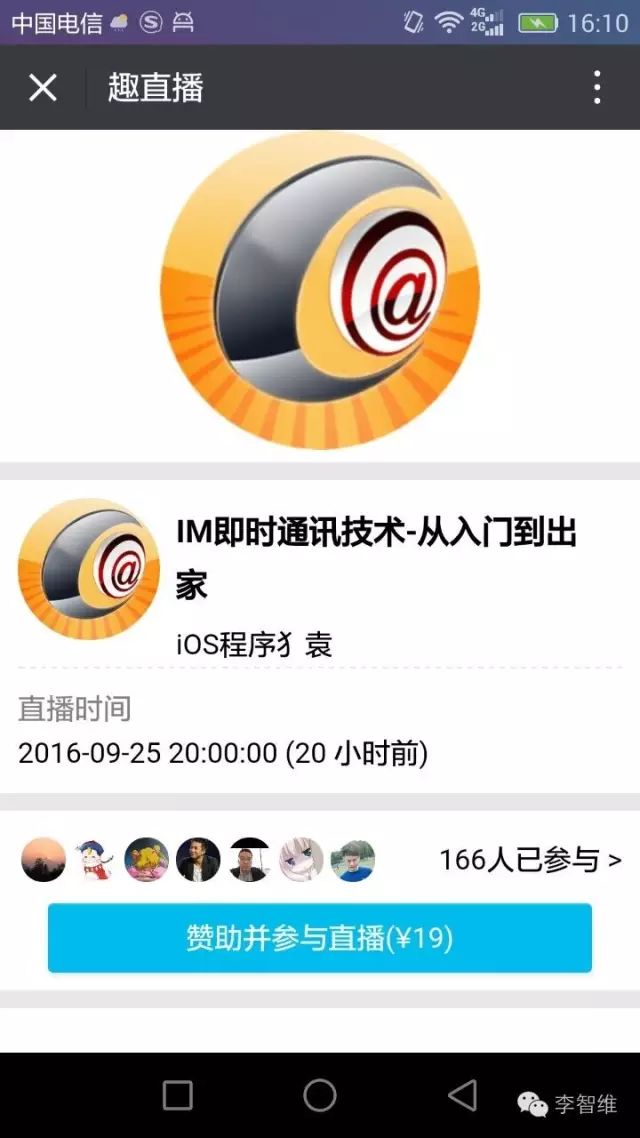 中国电信 4G 2G 16:10
趣直播
@
IM即时通讯技术-从入门到出
家
iOS程序犭袁
直播时间
2016-09-25 20:00:00 (20 小时前)
166人已参与 >
赞助并参与直播(¥19)
李智维